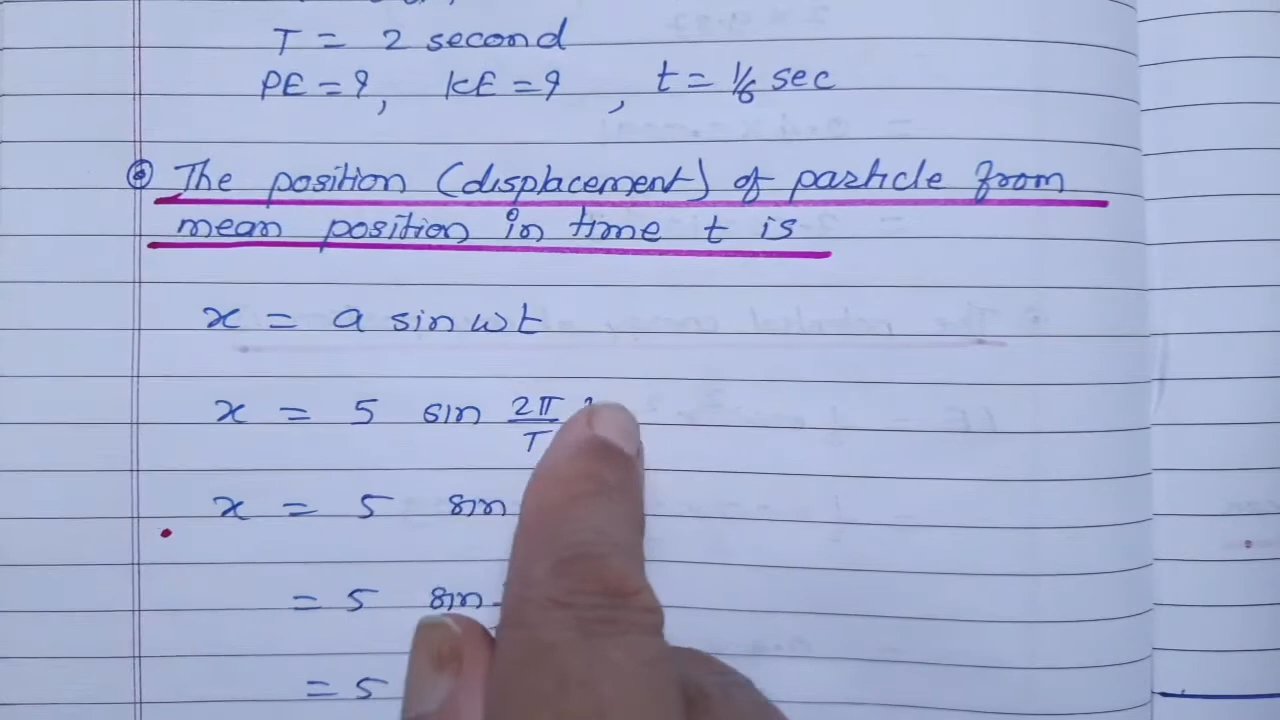 T = 2 second
PE = ?, KE = ?, t = 1/6 sec
The position (displacement) of particle from
mean position in time t is
x = a sin ωt
x = 5 sin 2π/T
x = 5 sin
= 5 sin
= 5